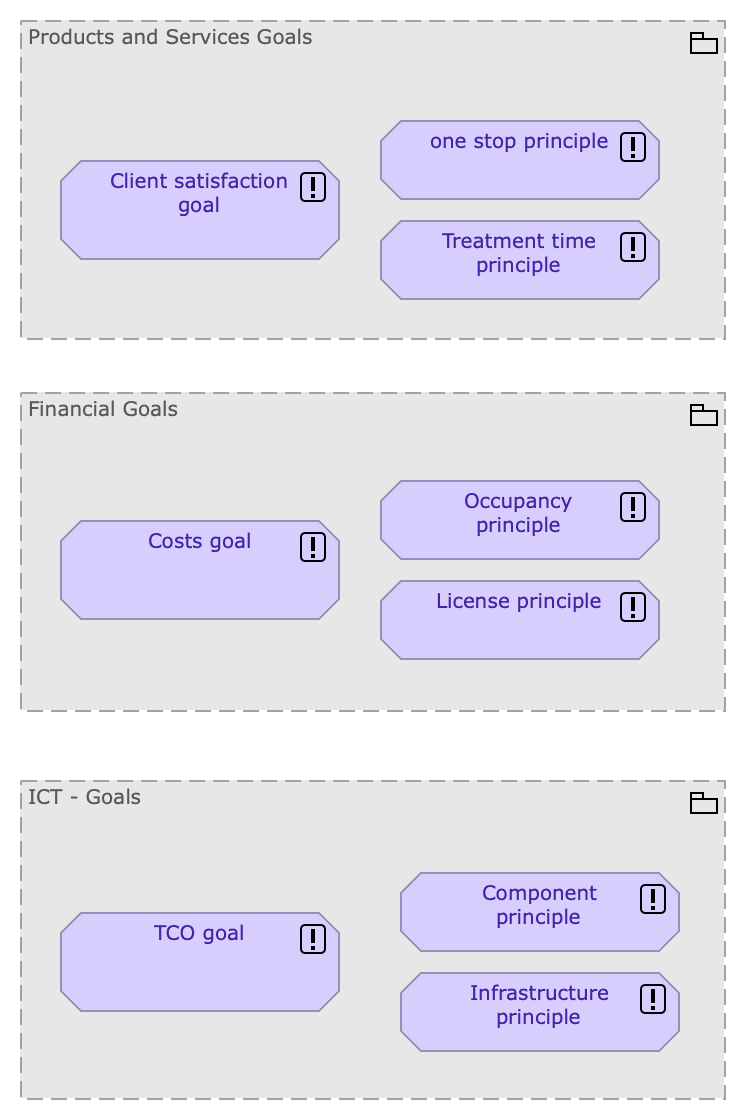 Products and Services Goals
Client satisfaction
goal
one stop principle
Treatment time
principle
Financial Goals
Costs goal
Occupancy
principle
License principle
ICT - Goals
TCO goal
Component
principle
Infrastructure
principle